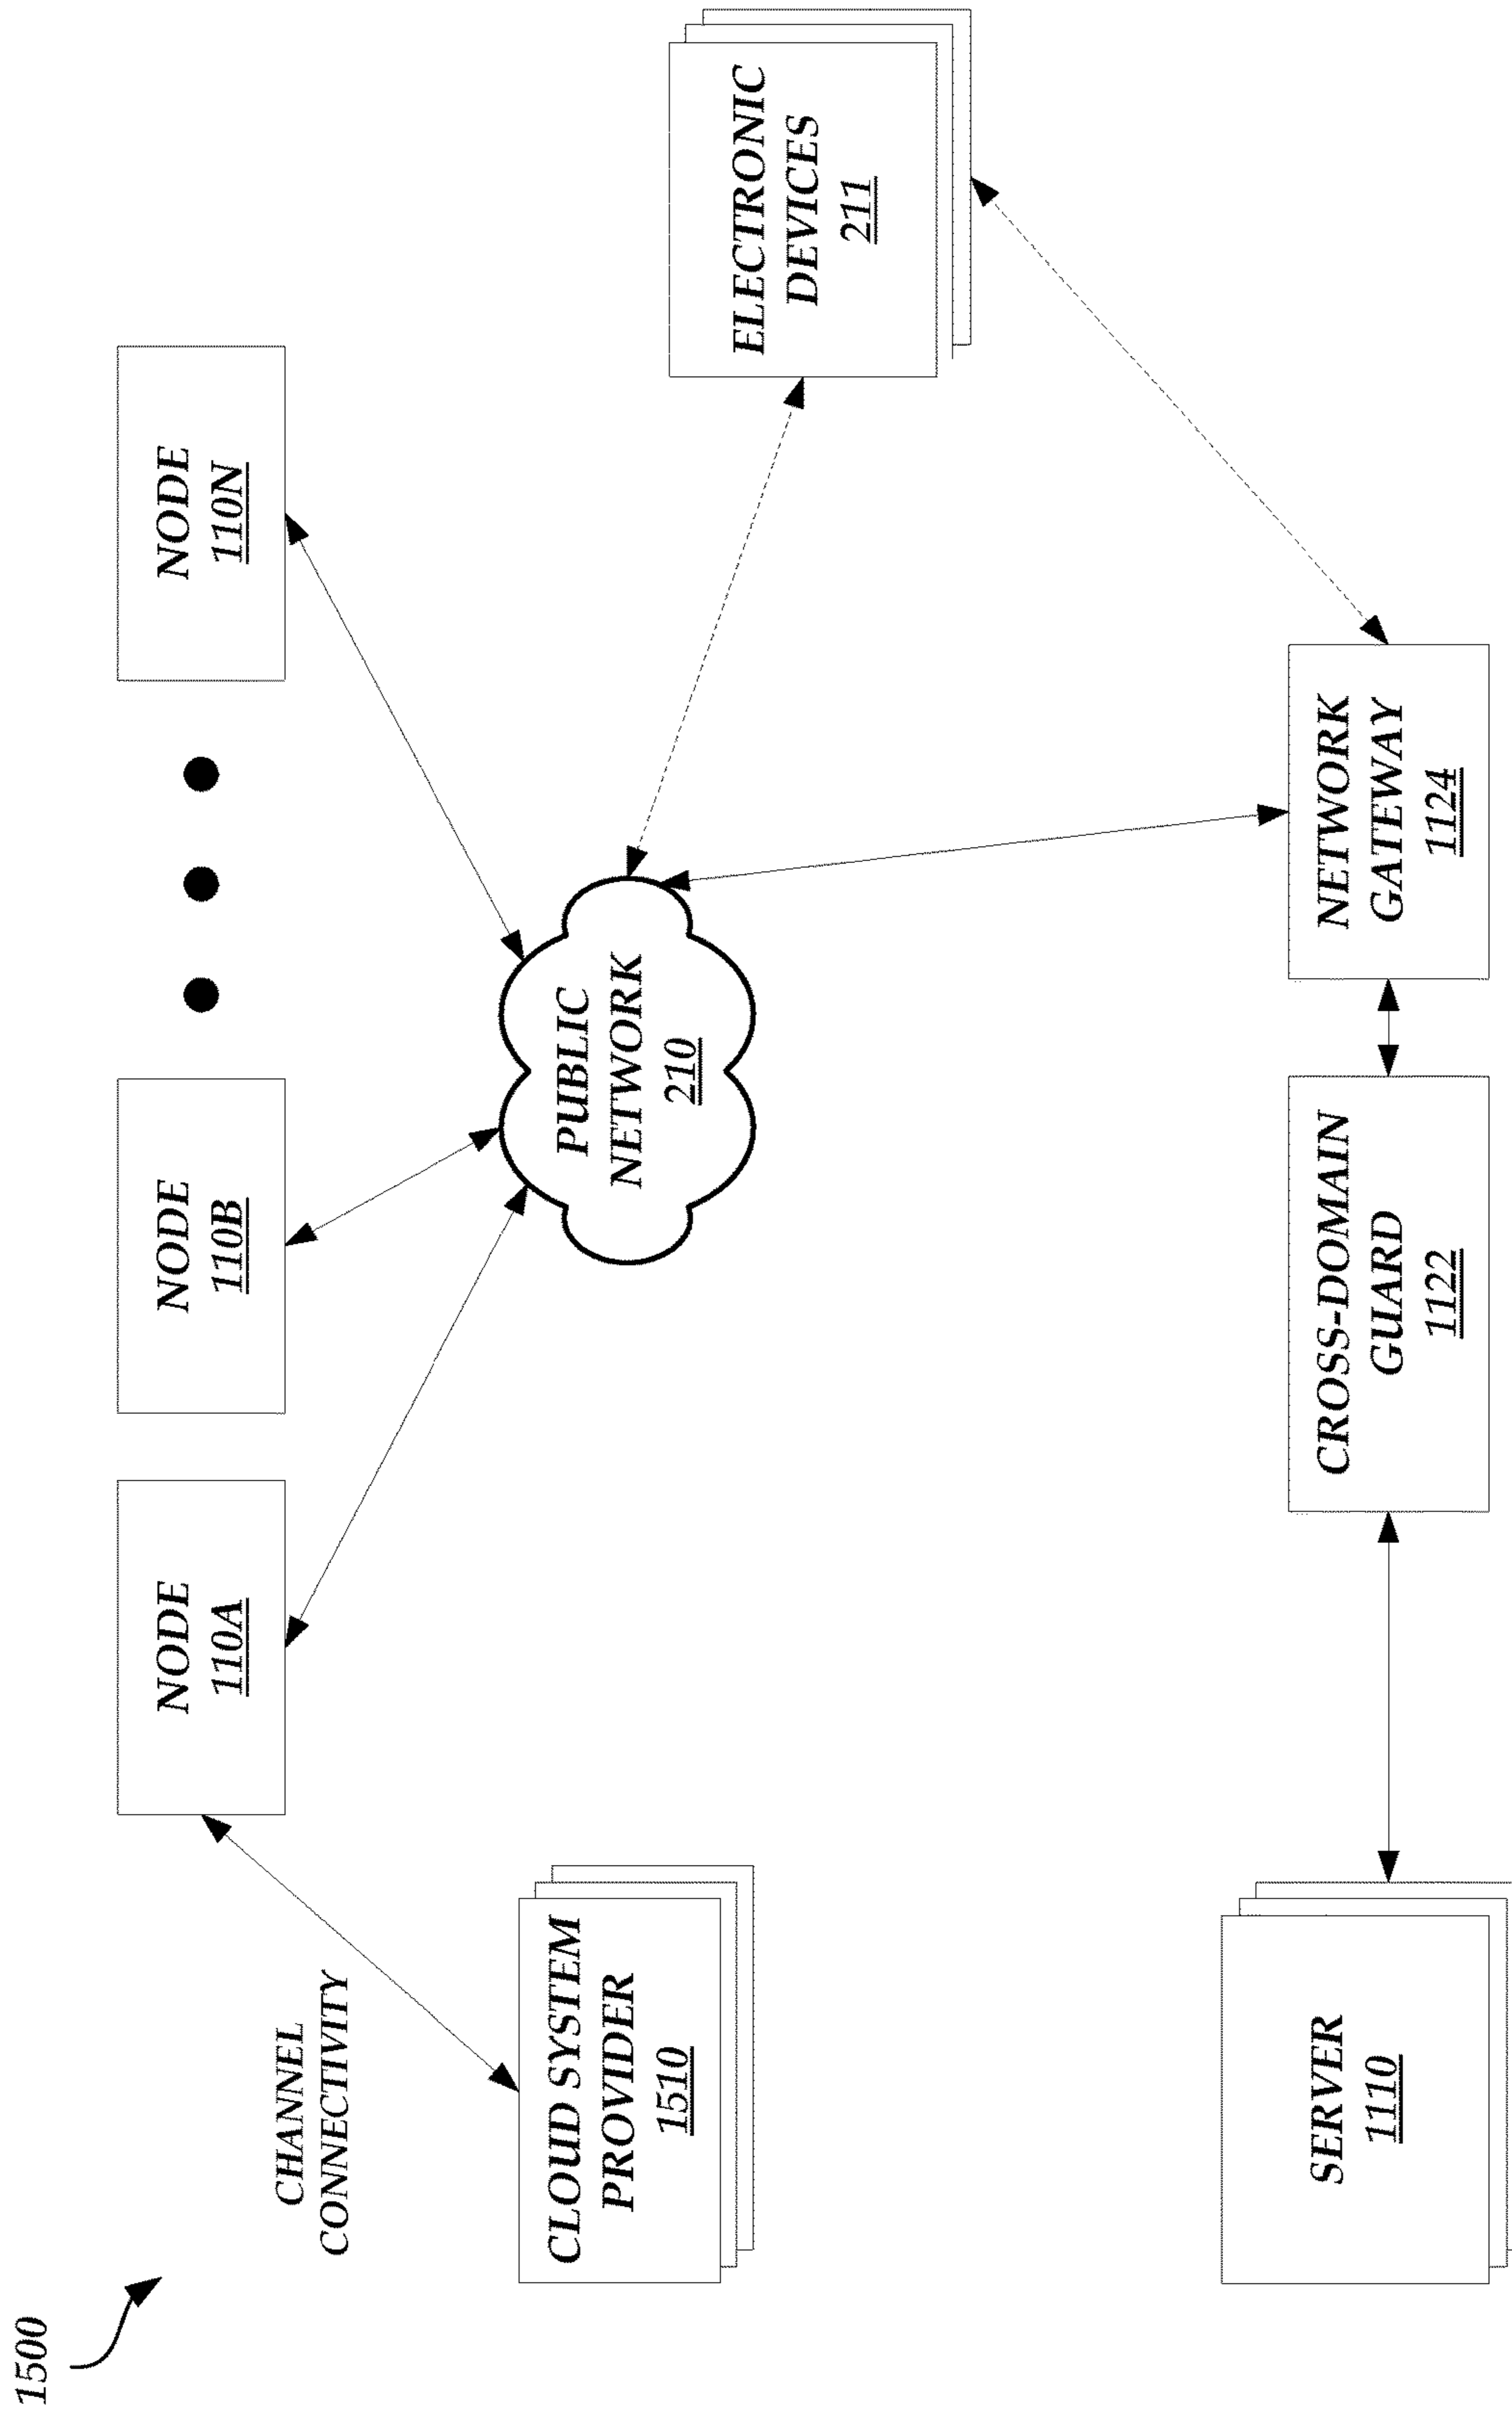 1500
CHANNEL
CONNECTIVITY
NODE
110A
NODE
110B
NODE
110N
CLOUD SYSTEM
PROVIDER
1510
PUBLIC
NETWORK
210
ELECTRONIC
DEVICES
211
SERVER
1110
CROSS-DOMAIN
GUARD
1122
NETWORK
GATEWAY
1124